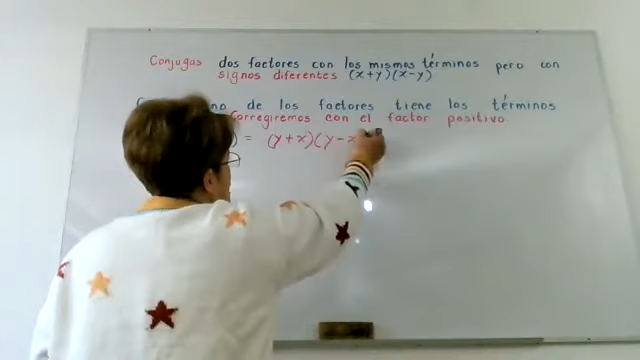 Conjugas dos factores con los mismos términos pero con
signos diferentes (x+y)(x-y)
no de los factores tiene los términos
Corregiremos con el factor positivo
) = (y+x)(y-x